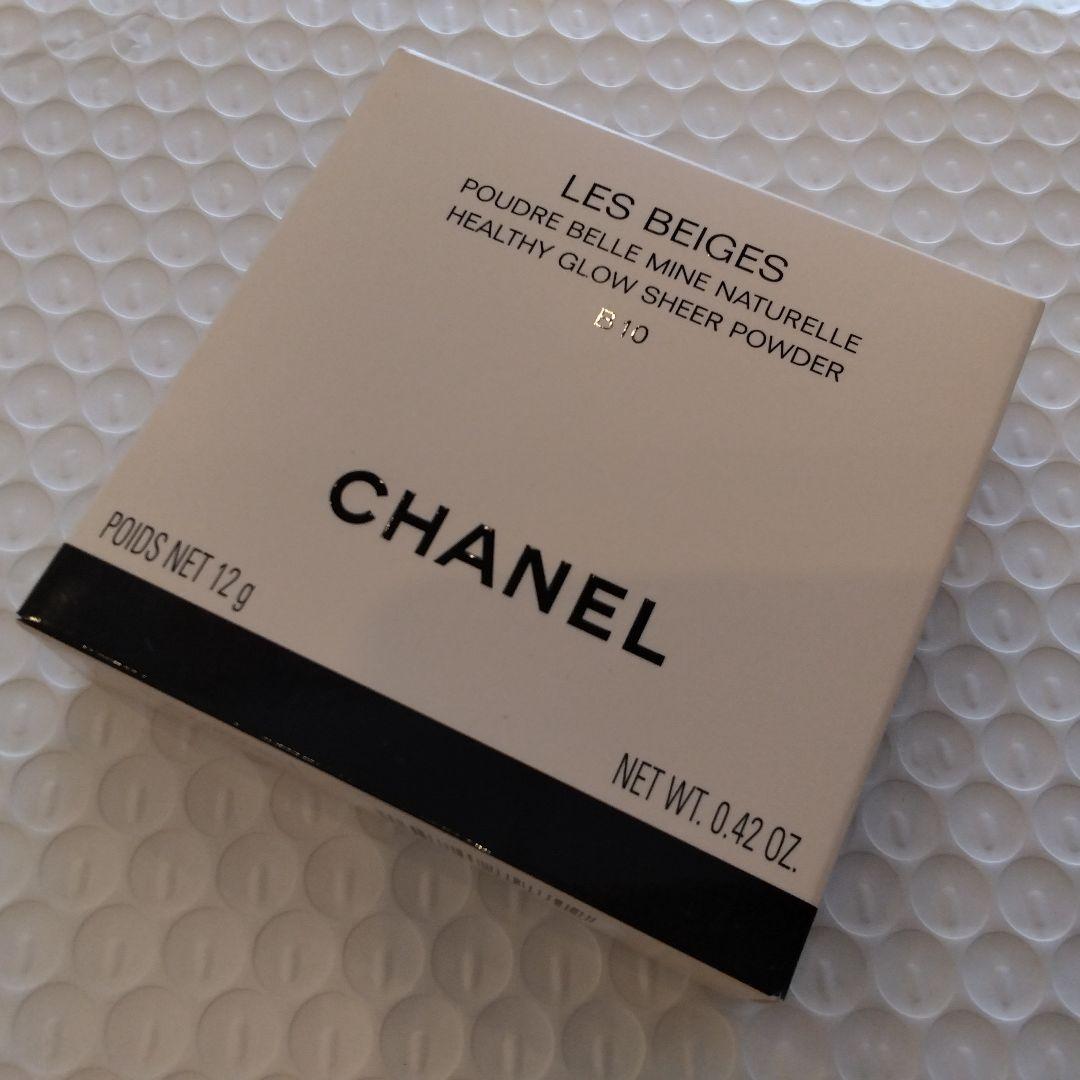 LES BEIGES
POUDRE BELLE MINE NATURELLE
HEALTHY GLOW SHEER POWDER
B10
CHANEL
POIDS NET 12 g
NET WT. 0.42 OZ.